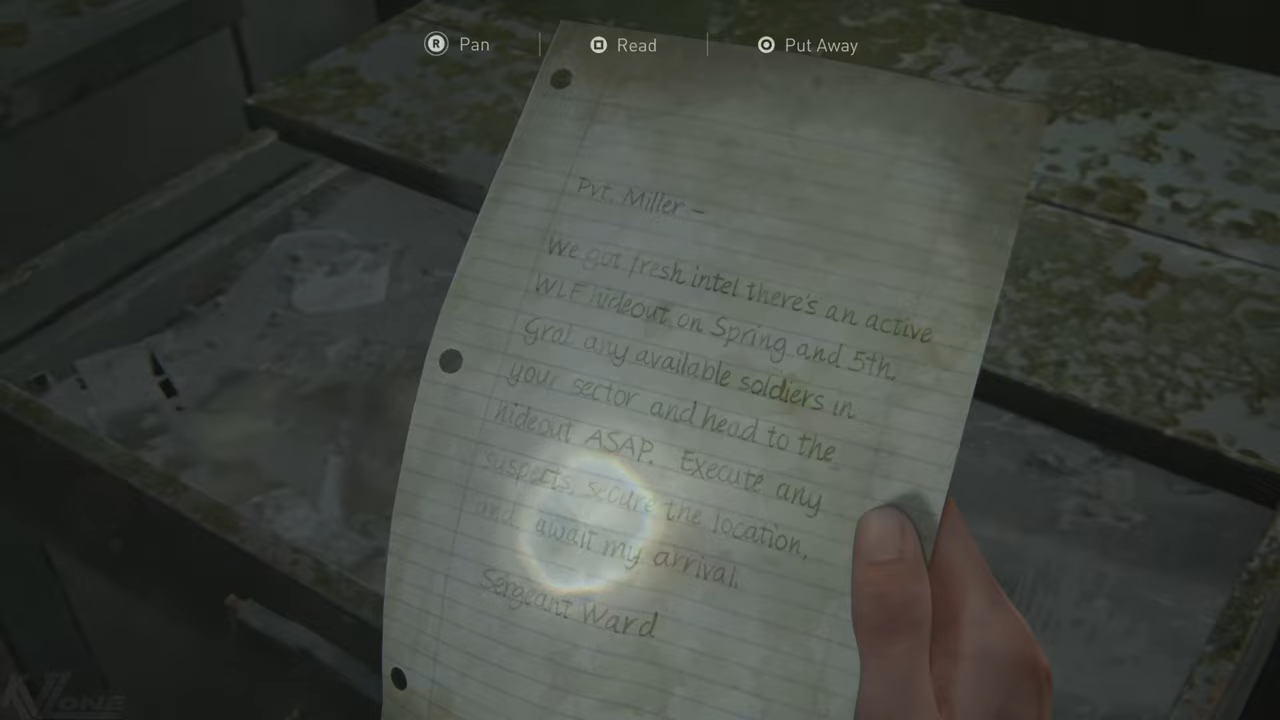 R Pan Read Put Away
Pvt. Miller –
We got fresh intel there's an active
WLF hideout on Spring and 5th.
Grab any available soldiers in
your sector and head to the
hideout ASAP. Execute any
suspects, secure the location,
and await my arrival.
Sergeant Ward
ONE